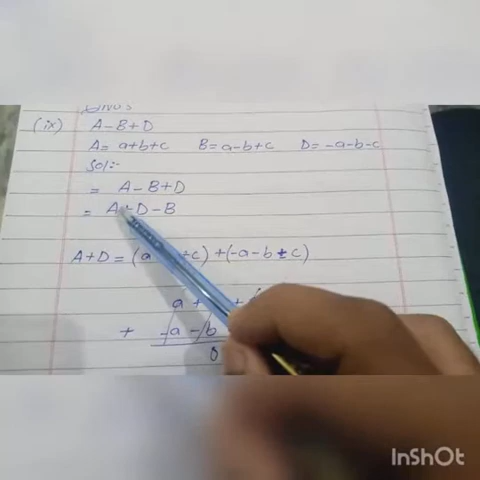 (ix) A-B+D
A= a+b+c B= a-b+c D= -a-b-c
Sol:-
= A-B+D
= A+D-B
A+D = (a +c) +(-a-b±c)
a +
+ -a -b
0
InShOt